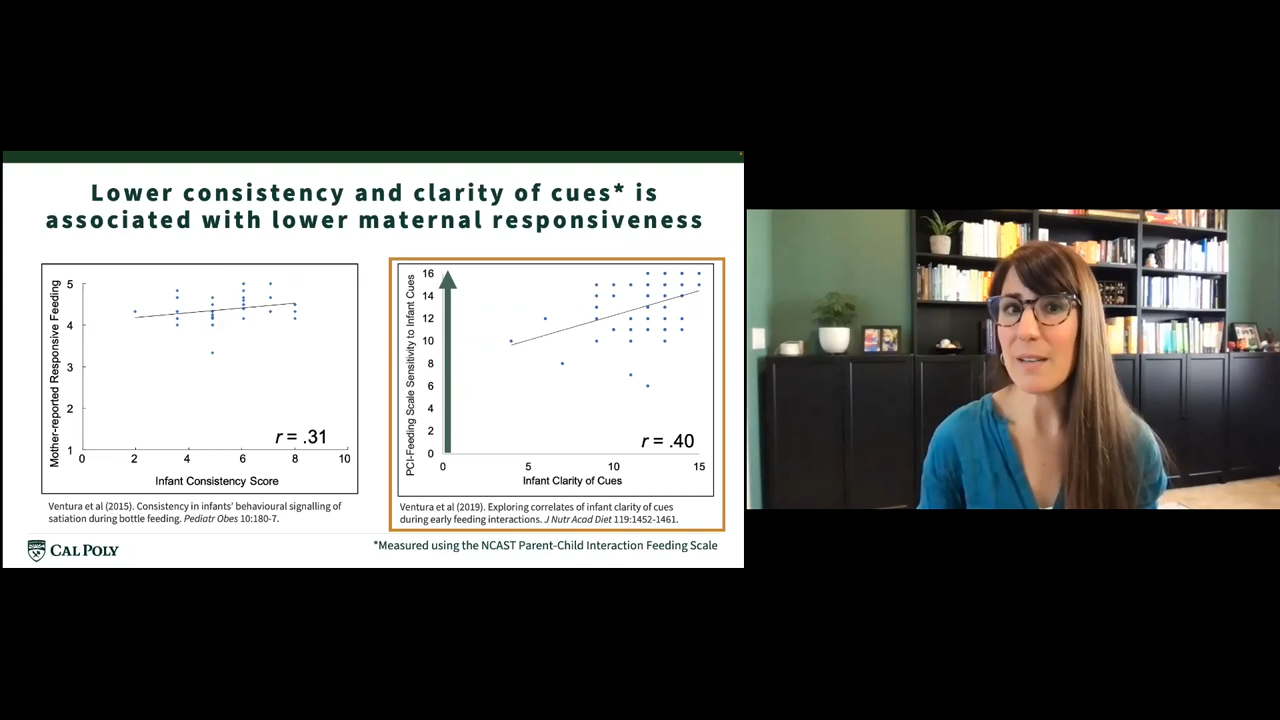 Lower consistency and clarity of cues* is
associated with lower maternal responsiveness
Mother-reported Responsive Feeding
5
4
3
2
1
0
2
4
6
8
10
r = .31
Infant Consistency Score
Ventura et al (2015). Consistency in infants' behavioural signalling of
satiation during bottle feeding. Pediatr Obes 10:180-7.
PCI-Feeding Scale Sensitivity to Infant Cues
16
14
12
10
8
6
4
2
0
0
5
10
15
r = .40
Infant Clarity of Cues
Ventura et al (2019). Exploring correlates of infant clarity of cues
during early feeding interactions. J Nutr Acad Diet 119:1452-1461.
CAL POLY
*Measured using the NCAST Parent-Child Interaction Feeding Scale